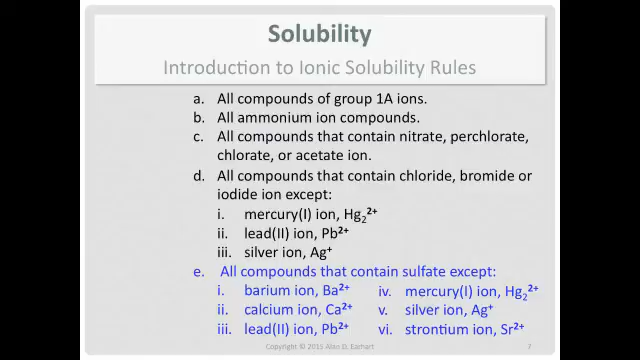 Solubility
Introduction to Ionic Solubility Rules
a. All compounds of group 1A ions.
b. All ammonium ion compounds.
c. All compounds that contain nitrate, perchlorate,
chlorate, or acetate ion.
d. All compounds that contain chloride, bromide or
iodide ion except:
i. mercury(I) ion, Hg₂²⁺
ii. lead(II) ion, Pb²⁺
iii. silver ion, Ag⁺
e. All compounds that contain sulfate except:
i. barium ion, Ba²⁺ iv. mercury(I) ion, Hg₂²⁺
ii. calcium ion, Ca²⁺ v. silver ion, Ag⁺
iii. lead(II) ion, Pb²⁺ vi. strontium ion, Sr²⁺
Copyright © 2015 Alan D. Earhart 7